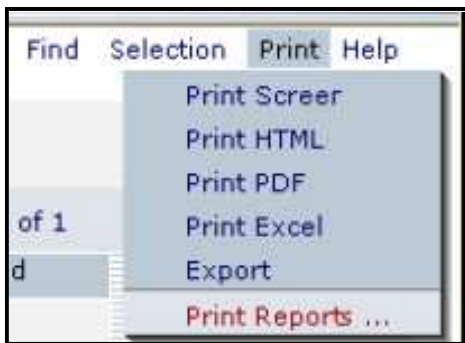 Find Selection Print Help
Print Screer
Print HTML
Print PDF
of 1
Print Excel
d
Export
Print Reports ...